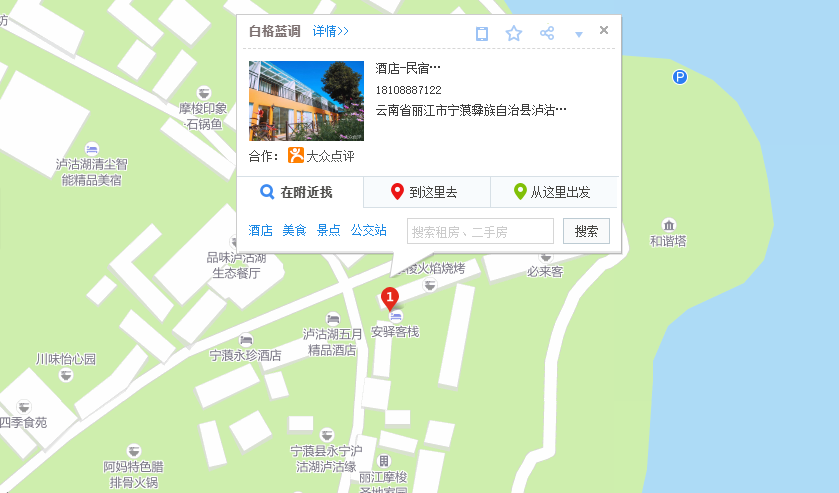 白格蓝调 详情>>
酒店-民宿…
18108887122
云南省丽江市宁蒗彝族自治县泸沽…
合作： 大众点评
在附近找
到这里去
从这里出发
酒店 美食 景点 公交站
搜索租房、二手房
搜索
坊
P
摩梭印象
·石锅鱼
泸沽湖清尘智
能精品美宿
和谐塔
品味泸沽湖
生态餐厅
梭火焰烧烤
必来客
1
安驿客栈
泸沽湖五月
精品酒店
宁蒗永珍酒店
川味怡心园
四季食苑
阿妈特色腊
排骨火锅
宁蒗县永宁泸
沽湖泸沽缘
丽江摩梭
圣地家园